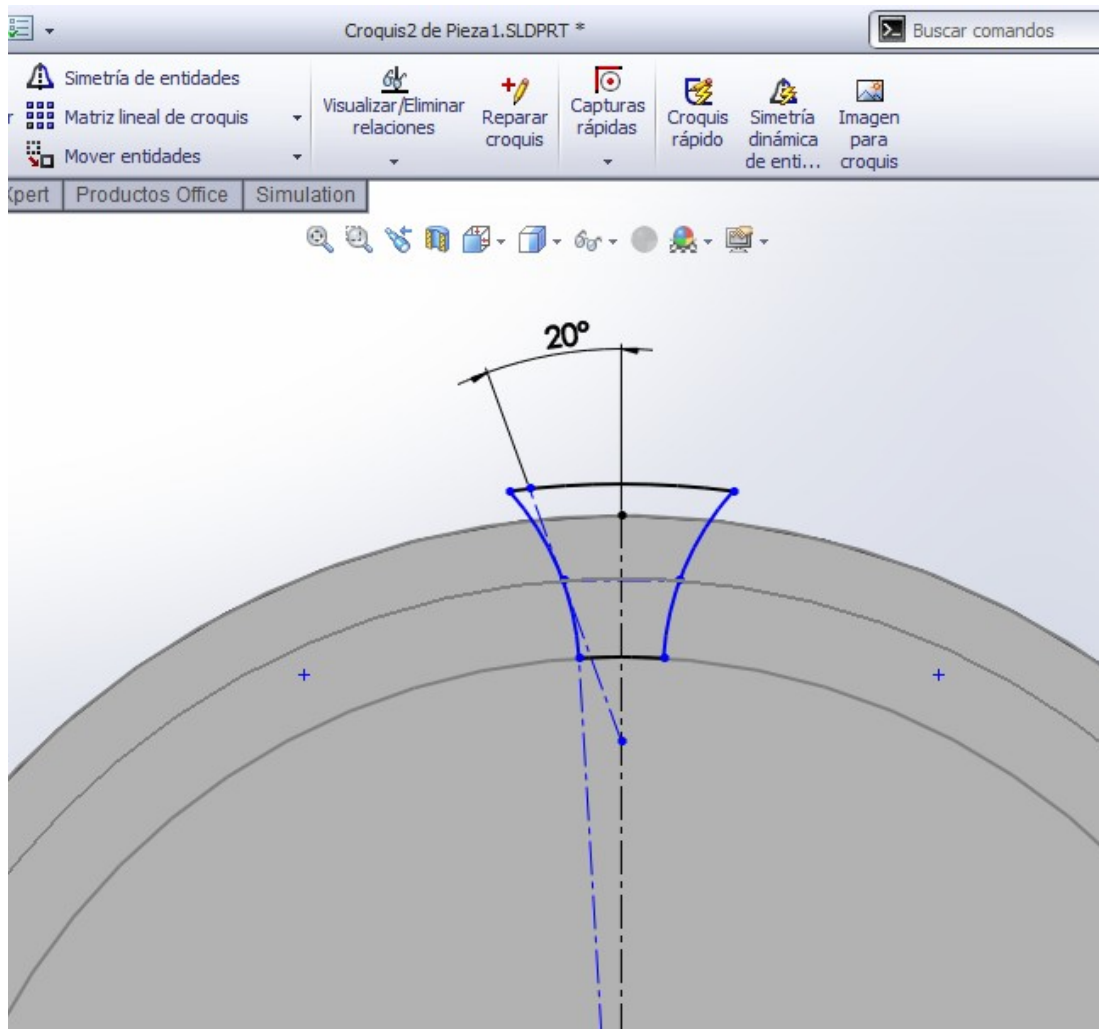 Croquis2 de Pieza1.SLDPRT *
Buscar comandos
Simetría de entidades
Matriz lineal de croquis
Mover entidades
Visualizar/Eliminar
relaciones
Reparar
croquis
Capturas
rápidas
Croquis
rápido
Simetría
dinámica
de enti...
Imagen
para
croquis
Productos Office
Simulation
20º